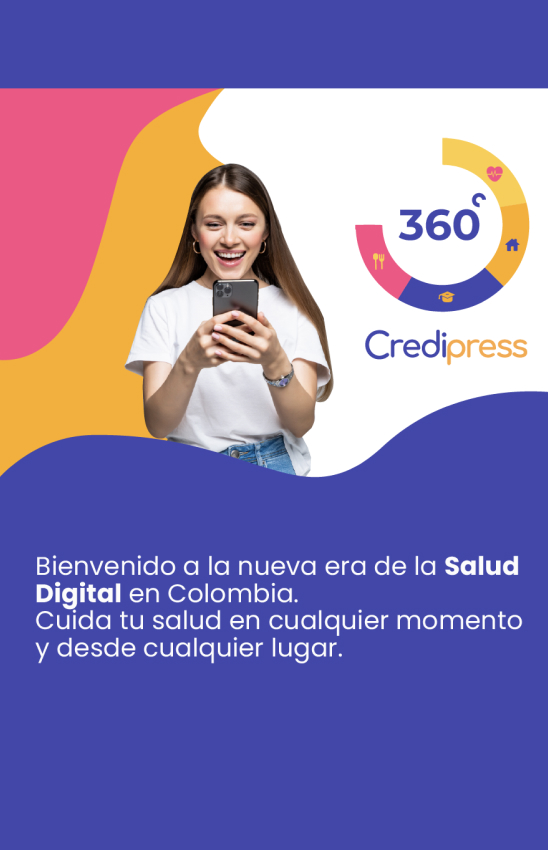 360°
Credipress
Bienvenido a la nueva era de la Salud
Digital en Colombia.
Cuida tu salud en cualquier momento
y desde cualquier lugar.